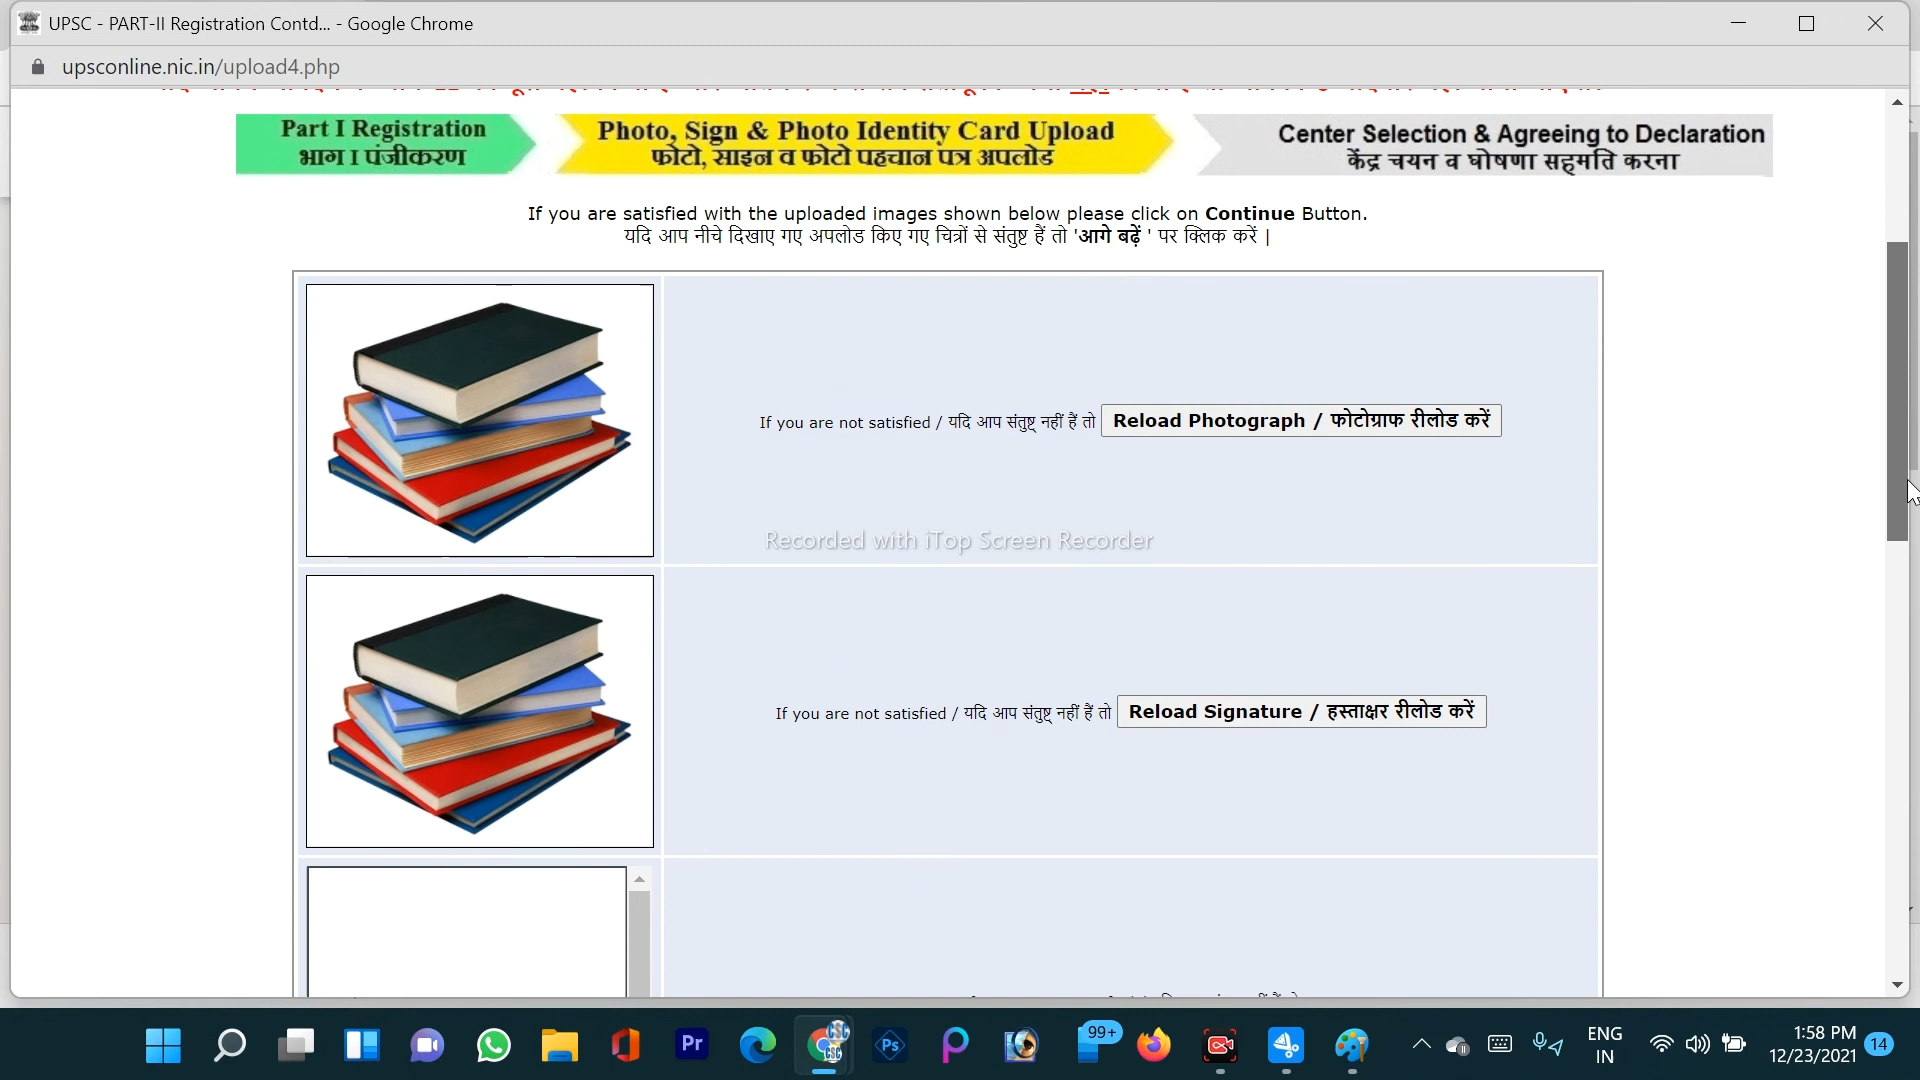 UPSC - PART-II Registration Contd... - Google Chrome
upsconline.nic.in/upload4.php
Part I Registration
भाग I पंजीकरण
Photo, Sign & Photo Identity Card Upload
फोटो, साइन व फोटो पहचान पत्र अपलोड
Center Selection & Agreeing to Declaration
केंद्र चयन व घोषणा सहमति करना
If you are satisfied with the uploaded images shown below please click on Continue Button.
यदि आप नीचे दिखाए गए अपलोड किए गए चित्रों से संतुष्ट हैं तो 'आगे बढ़ें ' पर क्लिक करें |
If you are not satisfied / यदि आप संतुष्ट् नहीं हैं तो Reload Photograph / फोटोग्राफ रीलोड करें
Recorded with iTop Screen Recorder
If you are not satisfied / यदि आप संतुष्ट् नहीं हैं तो Reload Signature / हस्ताक्षर रीलोड करें
Pr
CSC
CSC
Ps
99+
ENG
IN
1:58 PM
12/23/2021
14